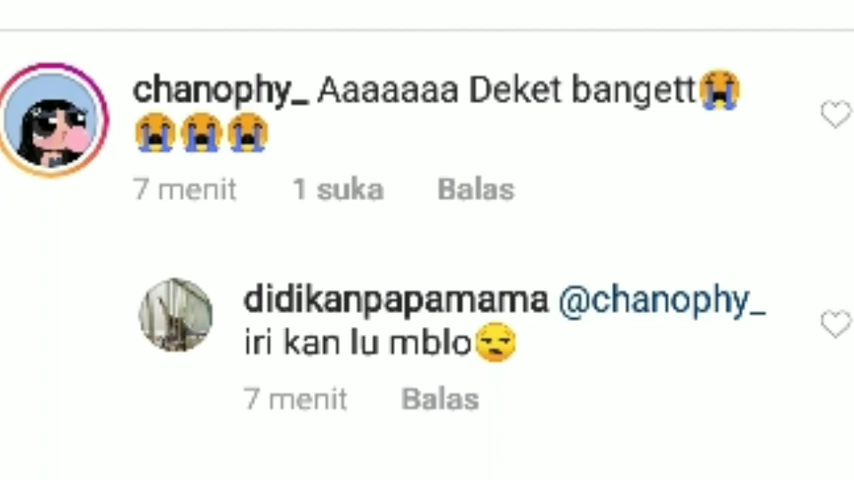 chanophy_ Aaaaaaa Deket bangett😭
😭😭😭
7 menit 1 suka Balas
didikanpapamama @chanophy_
iri kan lu mblo😒
7 menit Balas